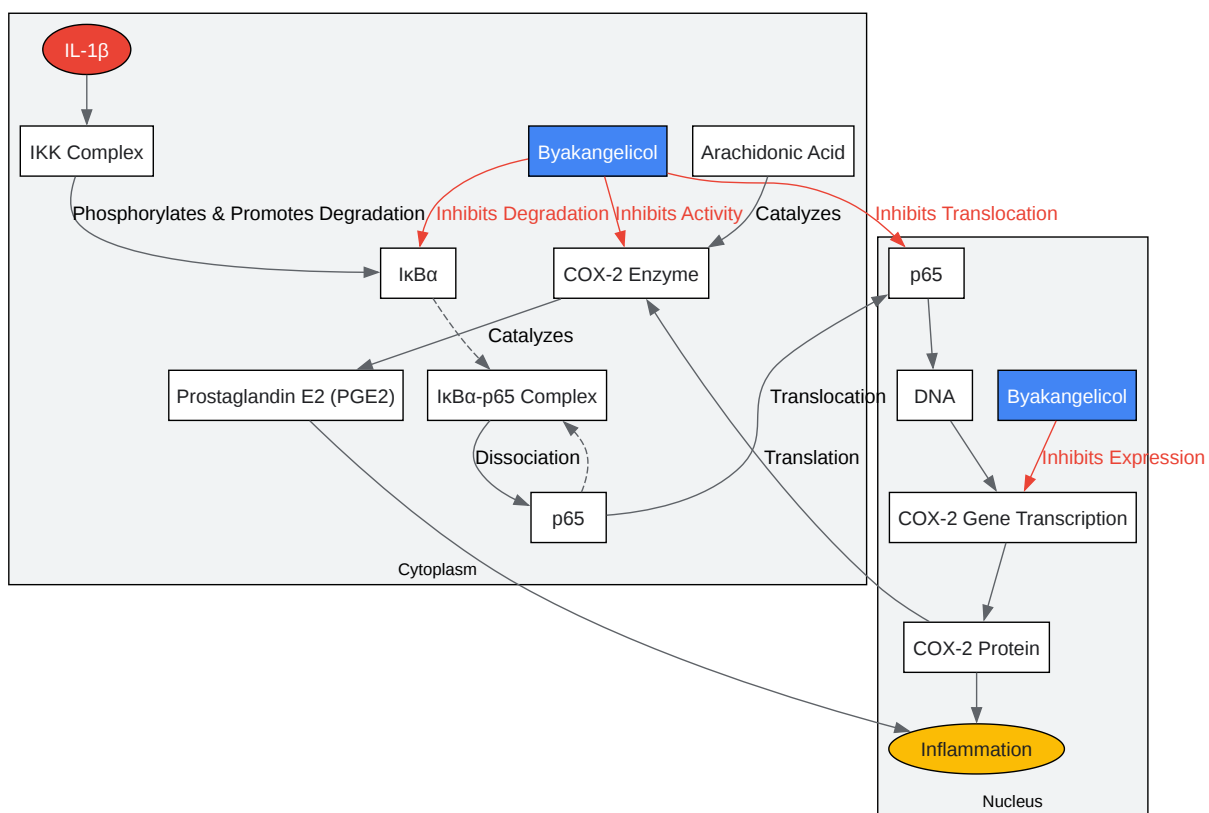 IL-1β
IKK Complex
Byakangelicol
Arachidonic Acid
Phosphorylates & Promotes Degradation
Inhibits Degradation
Inhibits Activity
Catalyzes
Inhibits Translocation
IκBα
COX-2 Enzyme
p65
Catalyzes
Prostaglandin E2 (PGE2)
IκBα-p65 Complex
Translocation
DNA
Byakangelicol
Dissociation
Translation
Inhibits Expression
p65
COX-2 Gene Transcription
Cytoplasm
COX-2 Protein
Inflammation
Nucleus